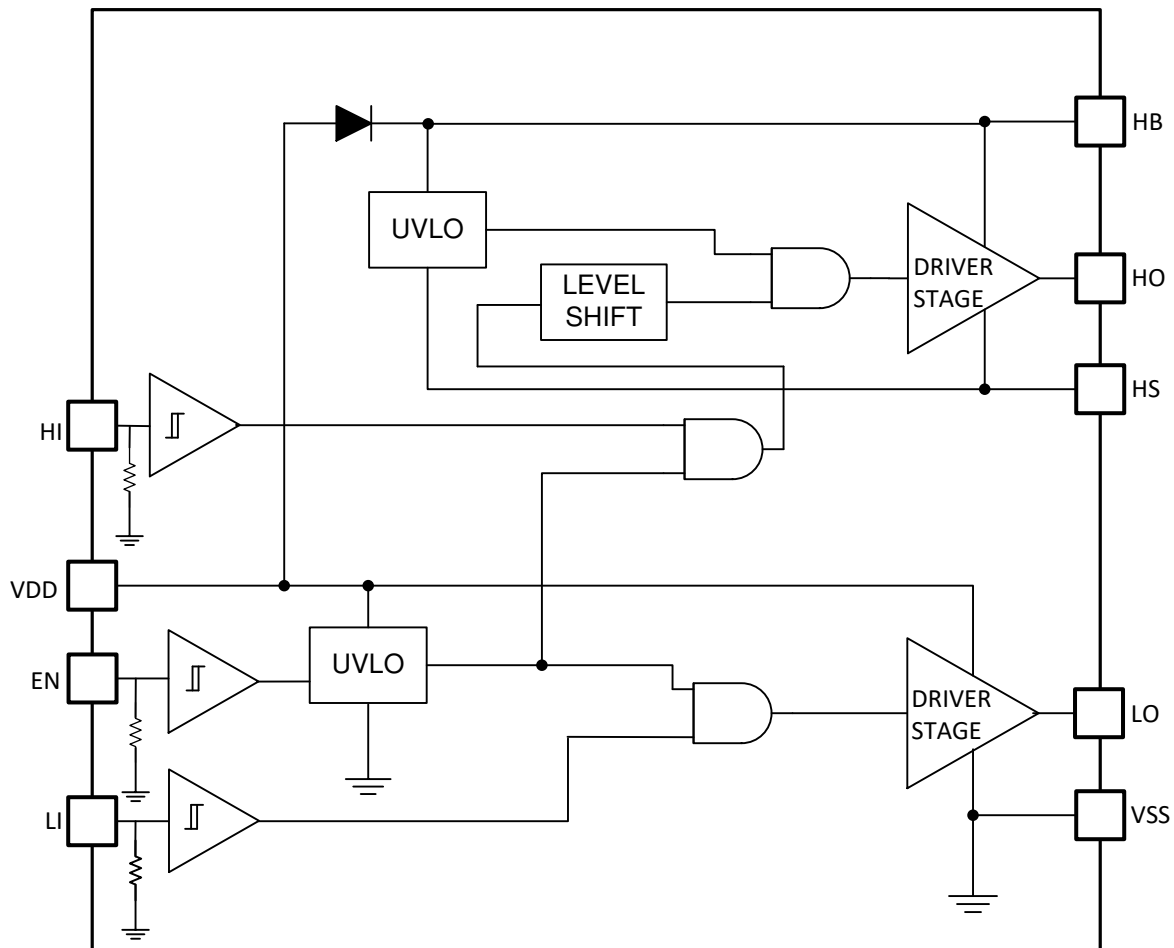 HB
UVLO
DRIVER
STAGE
HO
LEVEL
SHIFT
HS
HI
VDD
EN
UVLO
DRIVER
STAGE
LO
LI
VSS